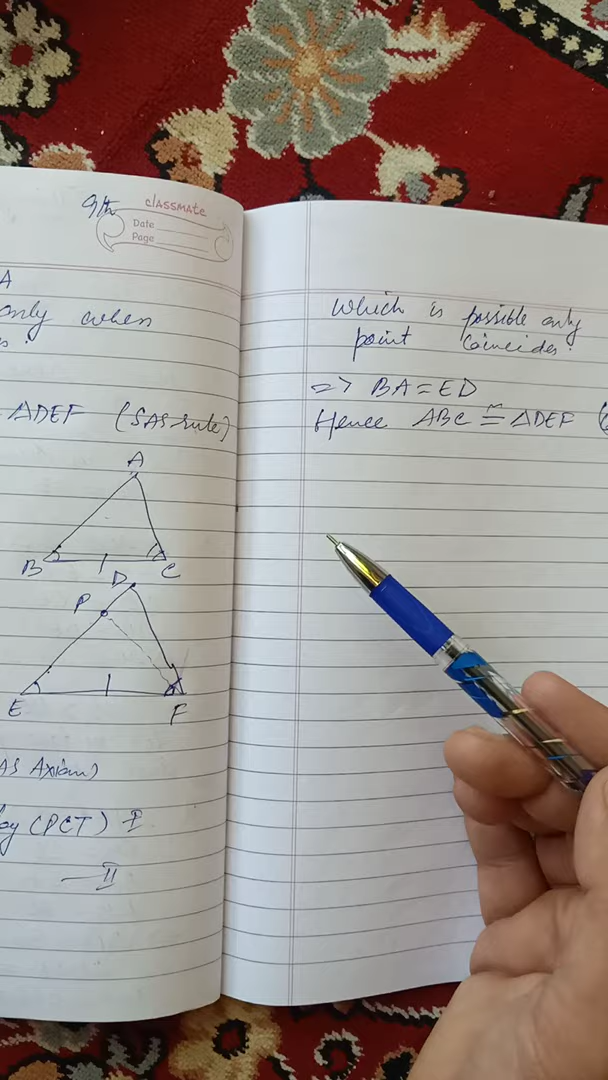 9th
classmate
Date
Page
A
only when
ΔDEF (SAS rule)
A
B
C
D
P
E
F
AS Axiom)
(PCT) I
II
Which is possible only
point coincides.
=> BA = ED
Hence ABC ≅ ΔDEF